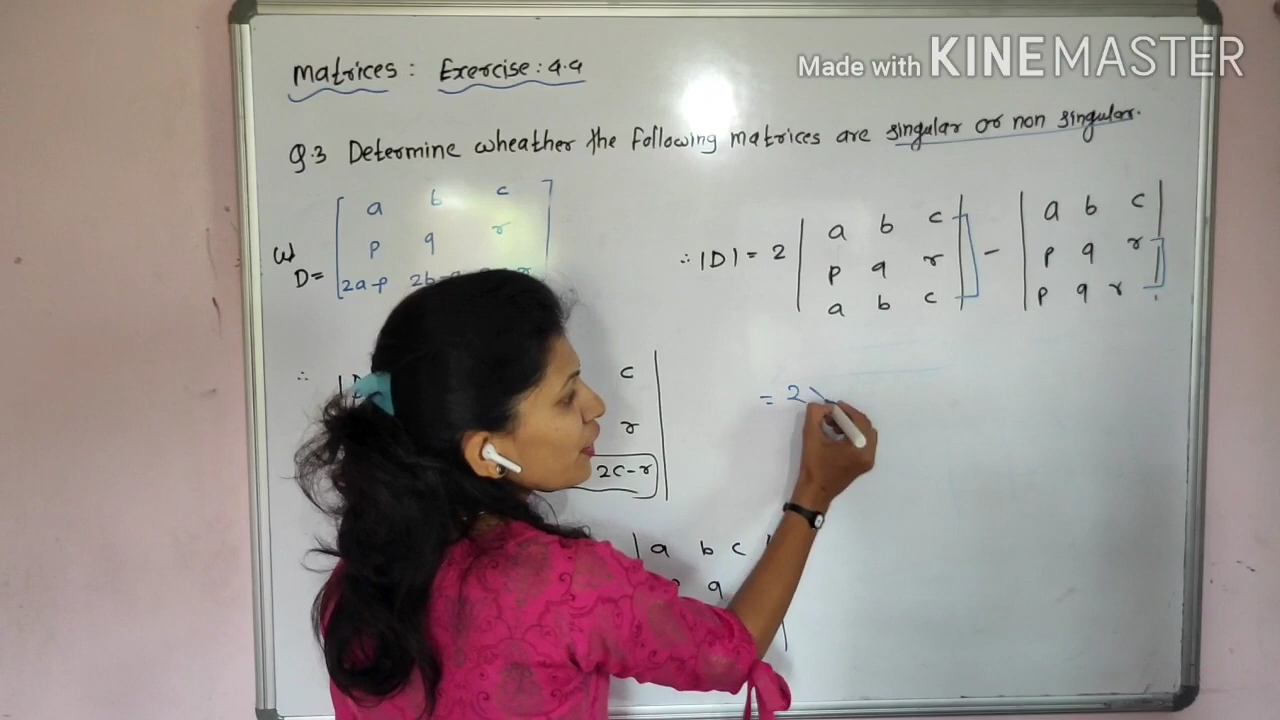 Made with KINEMASTER
Matrices : Exercise : 4.4
Q.3 Determine wheather the following matrices are singular or non singular.
a b c
p q r
D = 2a-p 2b-q
∴ |D| = 2 | a b c | - | a b c |
p q r p q r
a b c p q r
∴ c
r
2c-r
= 2 ×
a b c
q